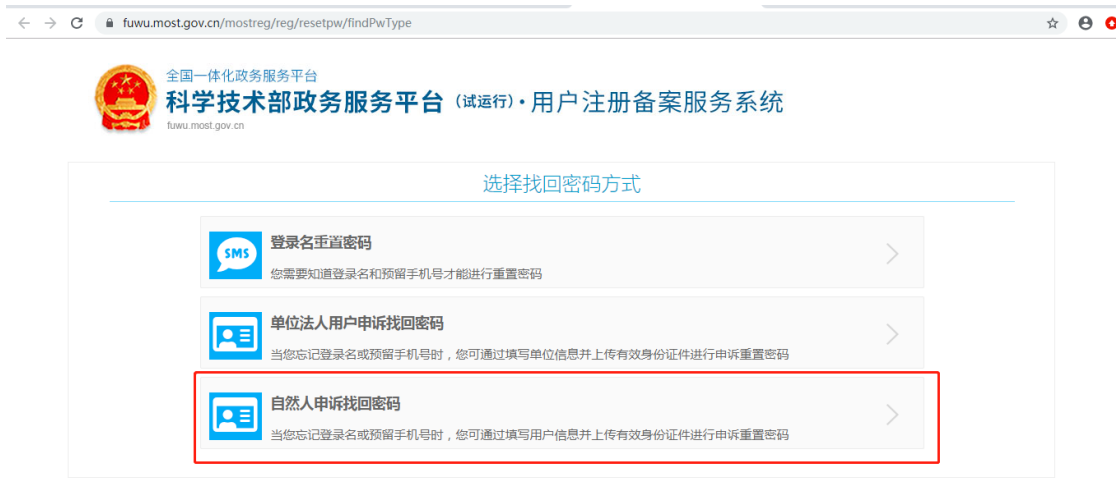 fuwu.most.gov.cn/mostreg/reg/resetpw/findPwType
全国一体化政务服务平台
科学技术部政务服务平台（试运行）·用户注册备案服务系统
fuwu.most.gov.cn
选择找回密码方式
SMS
登录名重置密码
您需要知道登录名和预留手机号才能进行重置密码
单位法人用户申诉找回密码
当您忘记登录名或预留手机号时，您可通过填写单位信息并上传有效身份证件进行申诉重置密码
自然人申诉找回密码
当您忘记登录名或预留手机号时，您可通过填写用户信息并上传有效身份证件进行申诉重置密码